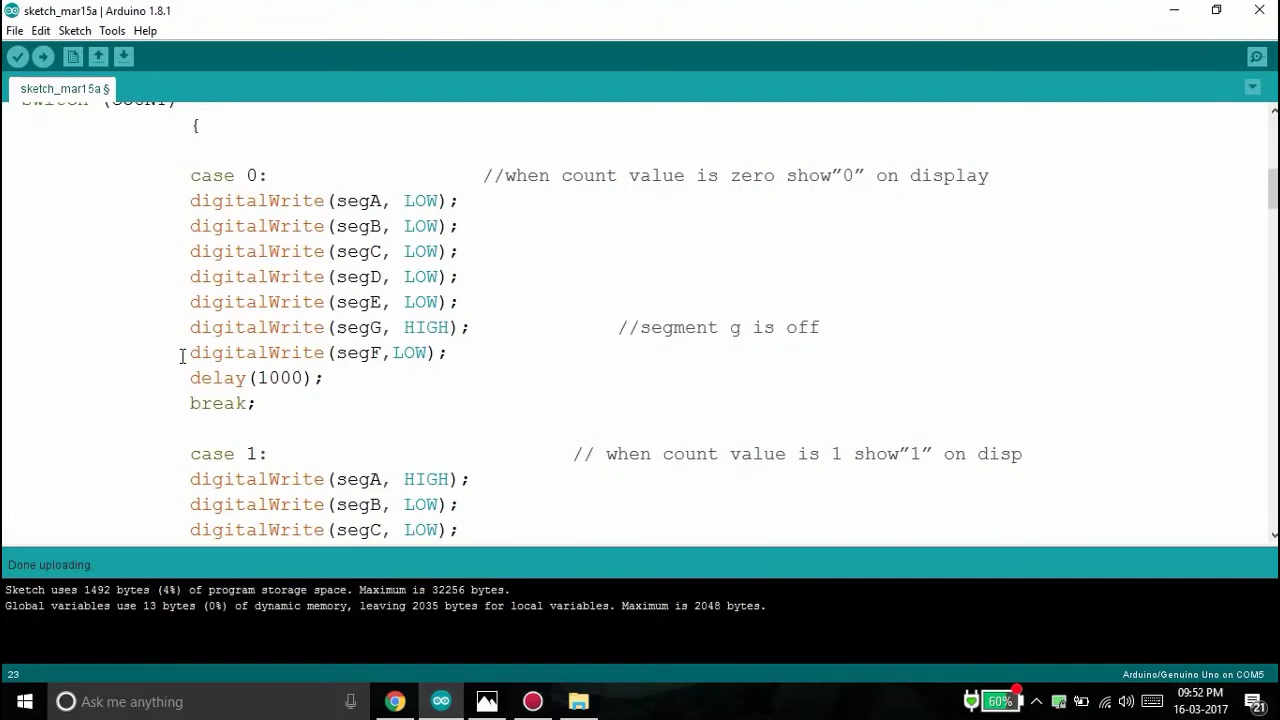 sketch_mar15a | Arduino 1.8.1
File Edit Sketch Tools Help
sketch_mar15a §
{
case 0: //when count value is zero show”0” on display
digitalWrite(segA, LOW);
digitalWrite(segB, LOW);
digitalWrite(segC, LOW);
digitalWrite(segD, LOW);
digitalWrite(segE, LOW);
digitalWrite(segG, HIGH); //segment g is off
digitalWrite(segF,LOW);
delay(1000);
break;
case 1: // when count value is 1 show”1” on disp
digitalWrite(segA, HIGH);
digitalWrite(segB, LOW);
digitalWrite(segC, LOW);
Done uploading.
Sketch uses 1492 bytes (4%) of program storage space. Maximum is 32256 bytes.
Global variables use 13 bytes (0%) of dynamic memory, leaving 2035 bytes for local variables. Maximum is 2048 bytes.
23 Arduino/Genuino Uno on COM5
Ask me anything 60% 09:52 PM
16-03-2017 21